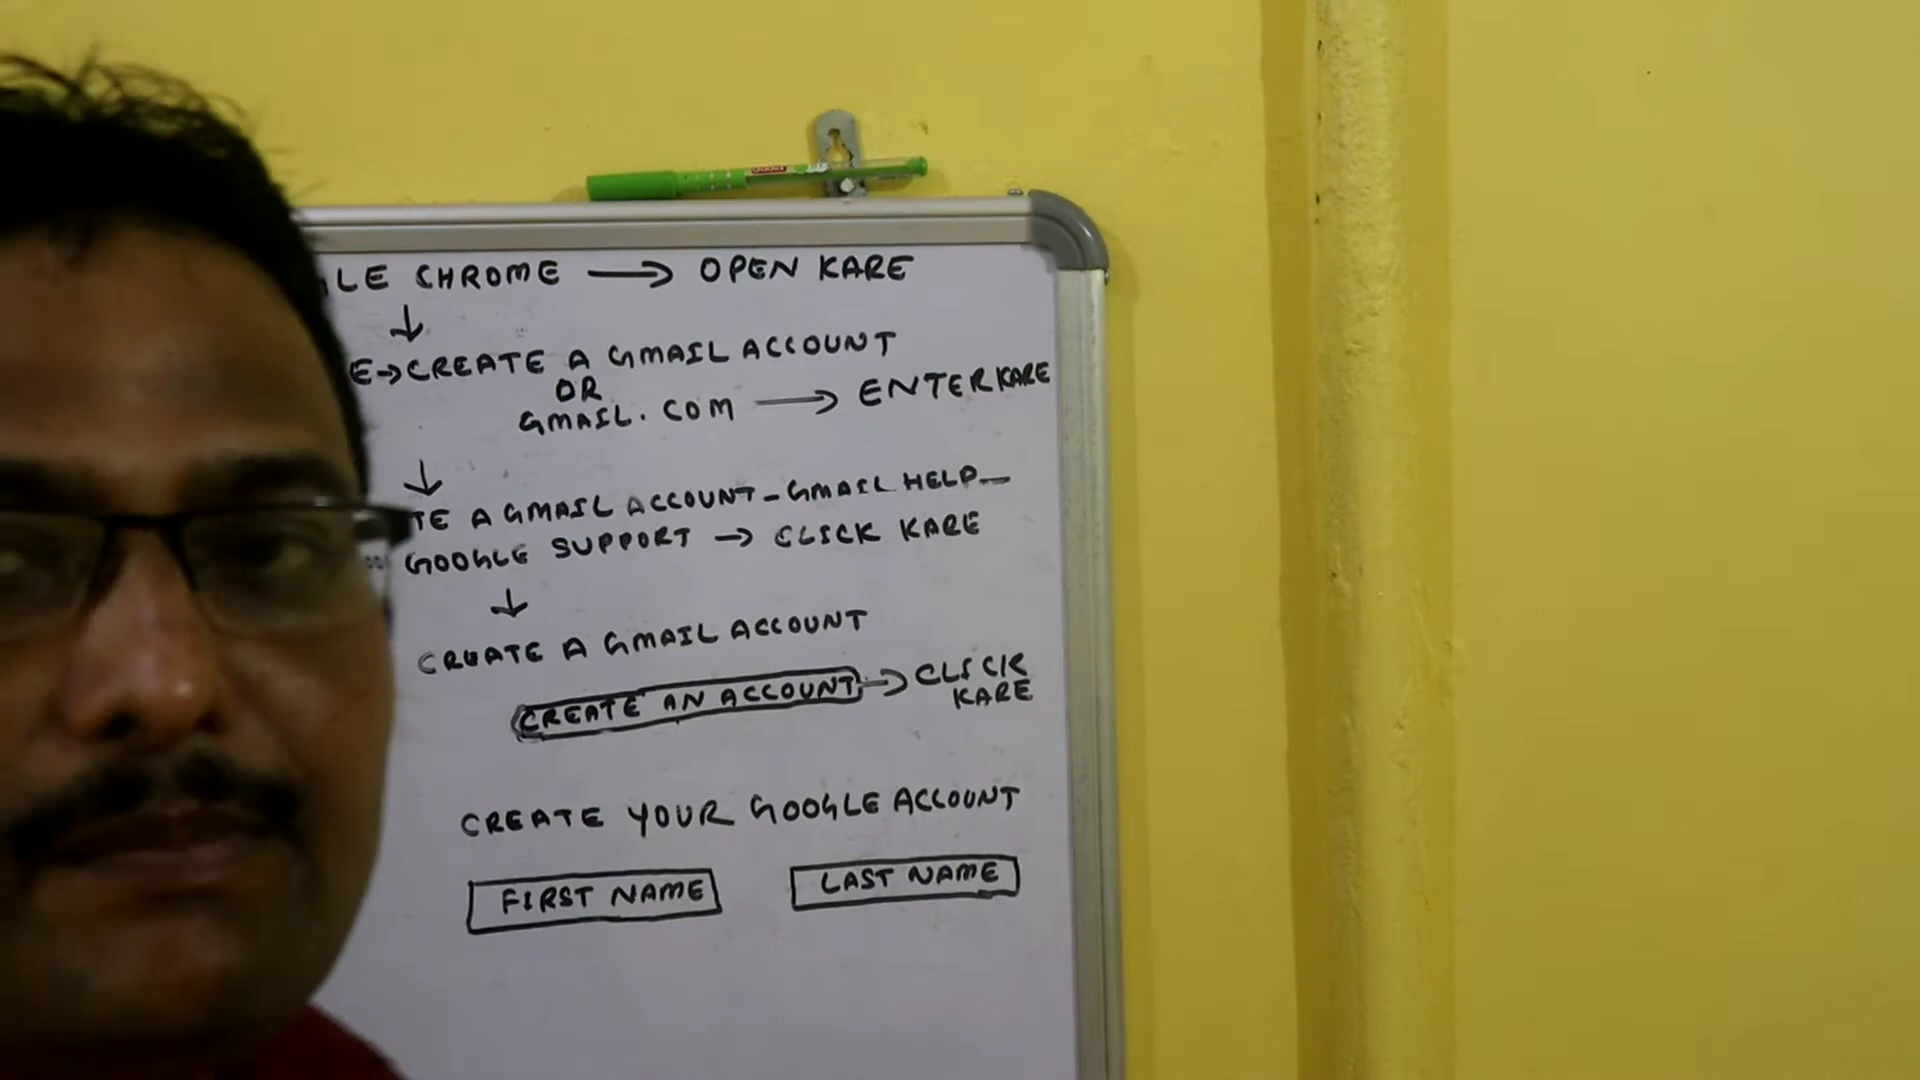 LE CHROME → OPEN KARE
↓
E→CREATE A GMAIL ACCOUNT
OR
GMAIL.COM → ENTER KARE
↓
TE A GMAIL ACCOUNT - GMAIL HELP -
GOOGLE SUPPORT → CLICK KARE
↓
CREATE A GMAIL ACCOUNT
CREATE AN ACCOUNT → CLICK
KARE
CREATE YOUR GOOGLE ACCOUNT
FIRST NAME LAST NAME